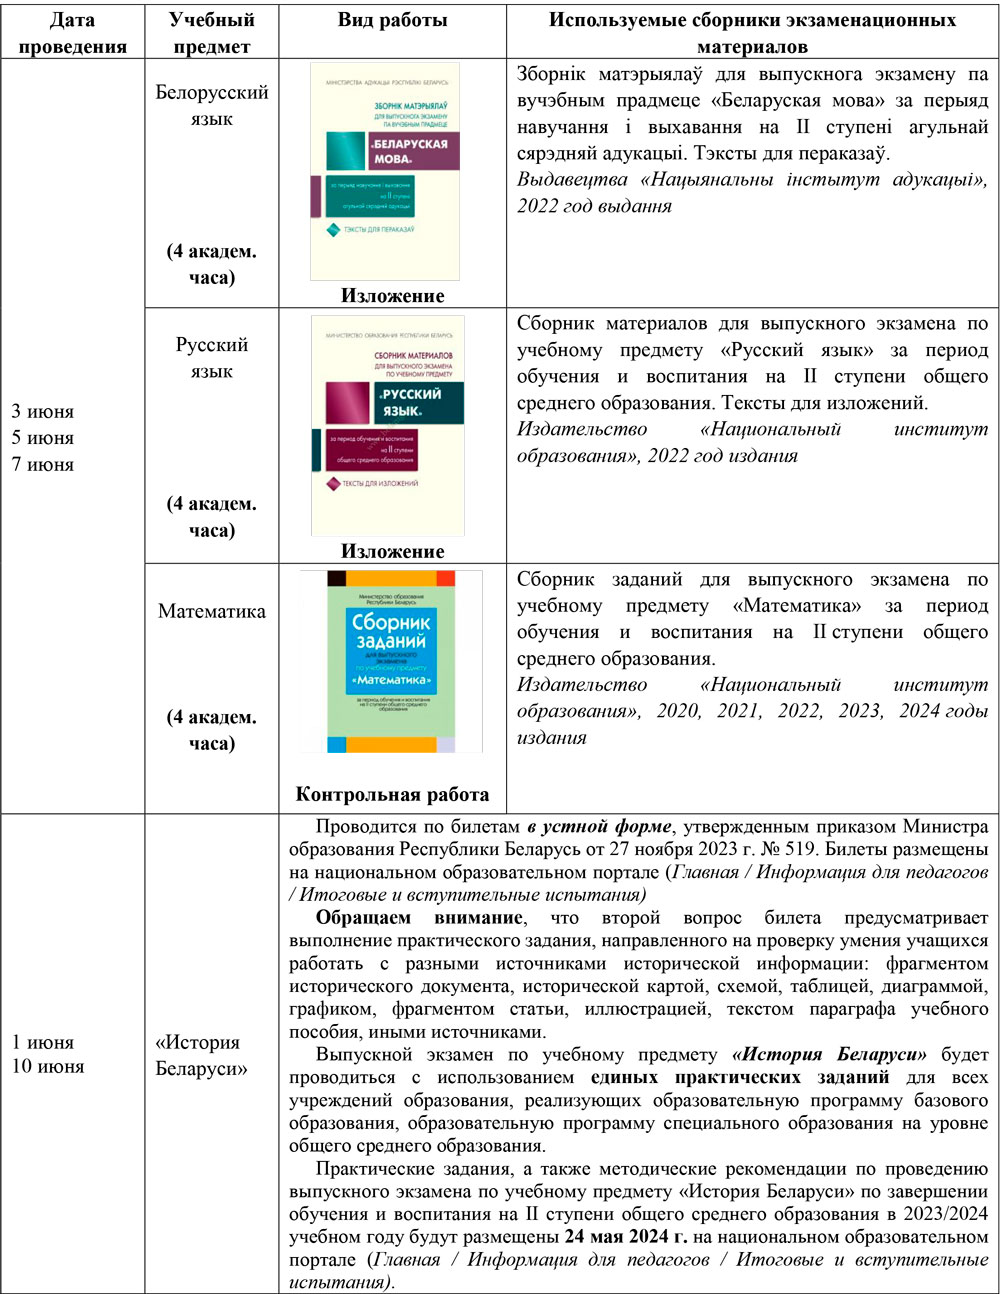 Дата проведения
Учебный предмет
Вид работы
Используемые сборники экзаменационных материалов
3 июня
5 июня
7 июня
Белорусский
язык
(4 академ.
часа)
МІНІСТЭРСТВА АДУКАЦЫІ РЭСПУБЛІКІ БЕЛАРУСЬ
ЗБОРНІК МАТЭРЫЯЛАЎ
ДЛЯ ВЫПУСКНОГА ЭКЗАМЕНУ
ПА ВУЧЭБНЫМ ПРАДМЕЦЕ
«БЕЛАРУСКАЯ
МОВА»
за перыяд навучання і выхавання
на II ступені
агульнай сярэдняй адукацыі
ТЭКСТЫ ДЛЯ ПЕРАКАЗАЎ
Изложение
Зборнік матэрыялаў для выпускнога экзамену па
вучэбным прадмеце «Беларуская мова» за перыяд
навучання і выхавання на II ступені агульнай
сярэдняй адукацыі. Тэксты для пераказаў.
Выдавецтва «Нацыянальны інстытут адукацыі»,
2022 год выдання
Русский
язык
(4 академ.
часа)
МИНИСТЕРСТВО ОБРАЗОВАНИЯ РЕСПУБЛИКИ БЕЛАРУСЬ
СБОРНИК МАТЕРИАЛОВ
ДЛЯ ВЫПУСКНОГО ЭКЗАМЕНА
ПО УЧЕБНОМУ ПРЕДМЕТУ
«РУССКИЙ
ЯЗЫК»
за период обучения и воспитания
на II ступени
общего среднего образования
ТЕКСТЫ ДЛЯ ИЗЛОЖЕНИЙ
Изложение
Сборник материалов для выпускного экзамена по
учебному предмету «Русский язык» за период
обучения и воспитания на II ступени общего
среднего образования. Тексты для изложений.
Издательство «Национальный институт
образования», 2022 год издания
Математика
(4 академ.
часа)
Министерство образования
Республики Беларусь
Сборник
заданий
для выпускного
экзамена
по учебному предмету
«Математика»
за период обучения и воспитания
на II ступени общего среднего
образования
Контрольная работа
Сборник заданий для выпускного экзамена по
учебному предмету «Математика» за период
обучения и воспитания на II ступени общего
среднего образования.
Издательство «Национальный институт
образования», 2020, 2021, 2022, 2023, 2024 годы
издания
1 июня
10 июня
«История
Беларуси»
Проводится по билетам в устной форме, утвержденным приказом Министра
образования Республики Беларусь от 27 ноября 2023 г. № 519. Билеты размещены
на национальном образовательном портале (Главная / Информация для педагогов
/ Итоговые и вступительные испытания)
Обращаем внимание, что второй вопрос билета предусматривает
выполнение практического задания, направленного на проверку умения учащихся
работать с разными источниками исторической информации: фрагментом
исторического документа, исторической картой, схемой, таблицей, диаграммой,
графиком, фрагментом статьи, иллюстрацией, текстом параграфа учебного
пособия, иными источниками.
Выпускной экзамен по учебному предмету «История Беларуси» будет
проводиться с использованием единых практических заданий для всех
учреждений образования, реализующих образовательную программу базового
образования, образовательную программу специального образования на уровне
общего среднего образования.
Практические задания, а также методические рекомендации по проведению
выпускного экзамена по учебному предмету «История Беларуси» по завершении
обучения и воспитания на II ступени общего среднего образования в 2023/2024
учебном году будут размещены 24 мая 2024 г. на национальном образовательном
портале (Главная / Информация для педагогов / Итоговые и вступительные
испытания).